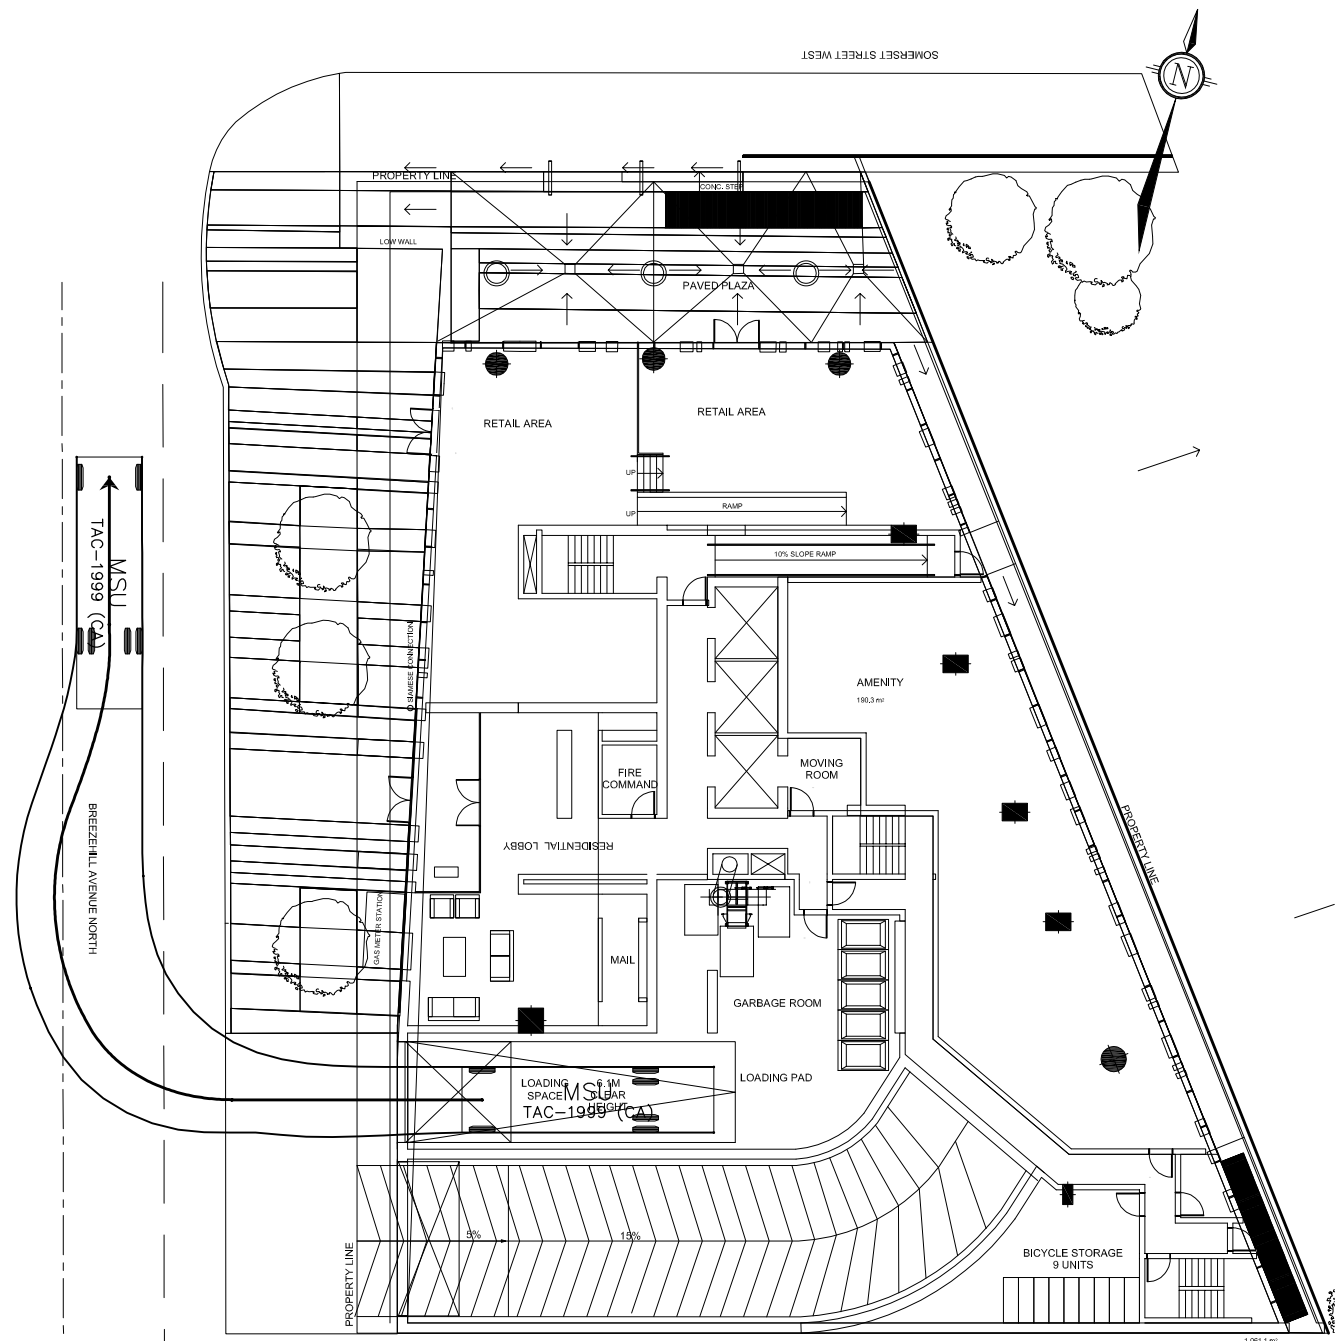 SOMERSET STREET WEST
N
PROPERTY LINE
CONC. STEP
LOW WALL
PAVED PLAZA
RETAIL AREA
RETAIL AREA
UP
RAMP
UP
10% SLOPE RAMP
MSU
TAC-1999 (CA)
SIAMESE CONNECTION
AMENITY
190,3 m²
FIRE
COMMAND
MOVING
ROOM
BREEZEHILL AVENUE NORTH
RESIDENTIAL LOBBY
PROPERTY LINE
GAS METER STATION
MAIL
GARBAGE ROOM
LOADING PAD
LOADING
SPACE
6.1M
CLEAR
HEIGHT
MSU
TAC-1999 (CA)
5%
15%
PROPERTY LINE
BICYCLE STORAGE
9 UNITS